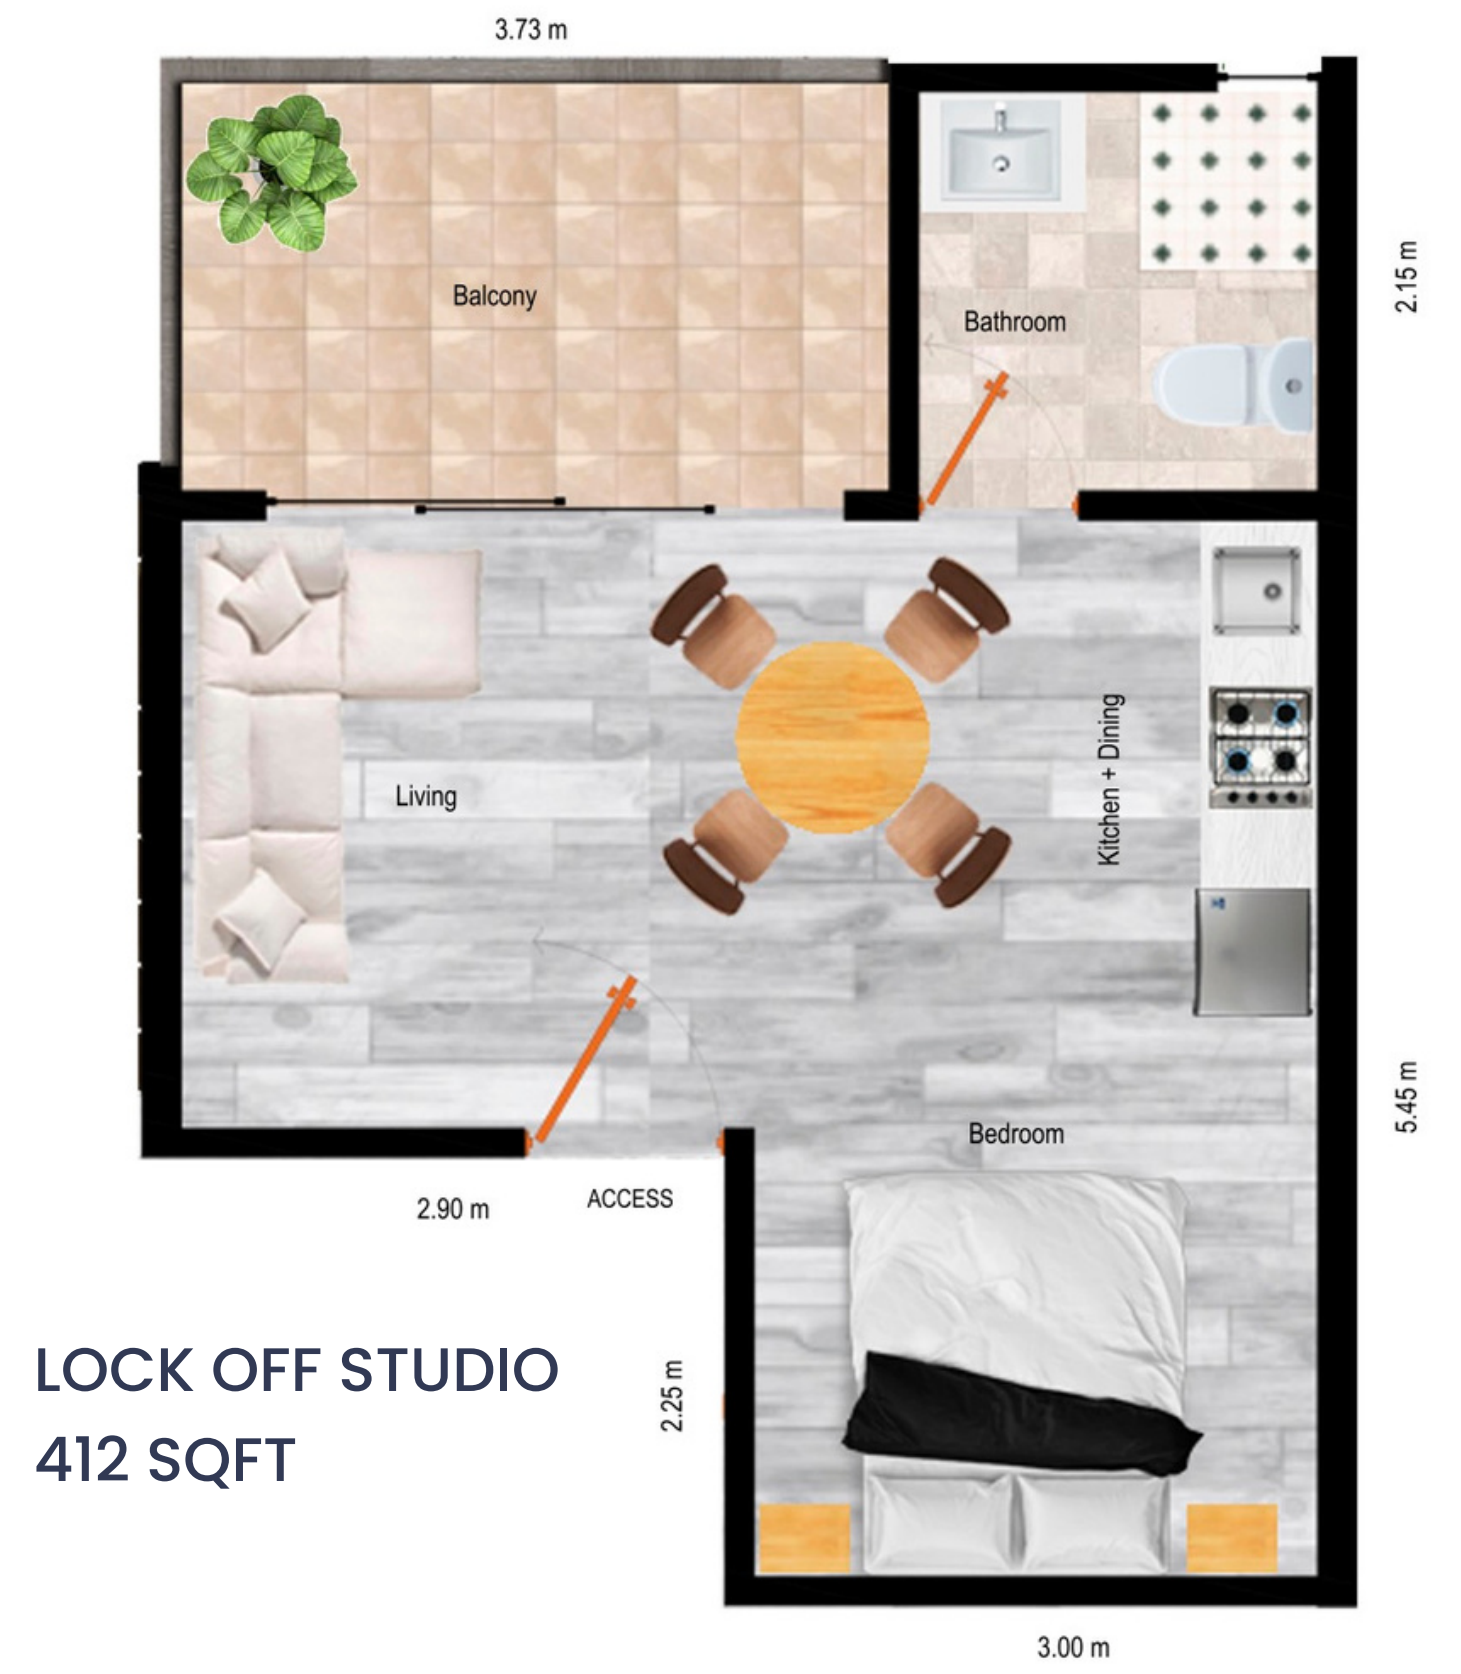 3.73 m
Balcony
Bathroom
2.15 m
Living
Kitchen + Dining
5.45 m
Bedroom
2.90 m
ACCESS
LOCK OFF STUDIO
412 SQFT
2.25 m
3.00 m